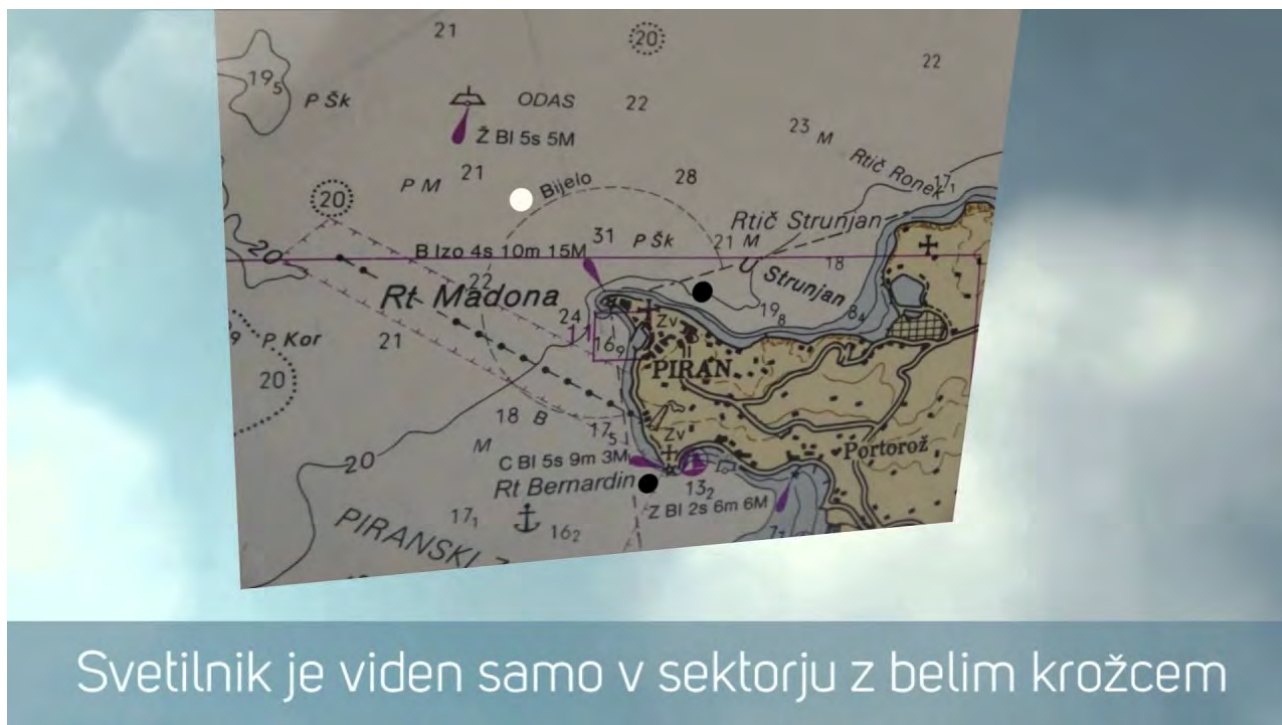 21
20
22
19₅
P Šk
ODAS
22
Ž Bl 5s 5M
23 M
Rtič Ronek
P M
21
Bijelo
28
17₁
20
Rtič Strunjan
B Izo 4s 10m 15M
31
P Šk
21 M
20
U Strunjan
18
22
Rt Madona
24
19₈
8₄
P. Kor
21
16₉
Zv
PIRAN
20
18
B
17₅
Zv
Portorož
M
20
C Bl 5s 9m 3M
Rt Bernardin
13₂
Z Bl 2s 6m 6M
17₁
16₂
PIRANSKI
Svetilnik je viden samo v sektorju z belim krožcem